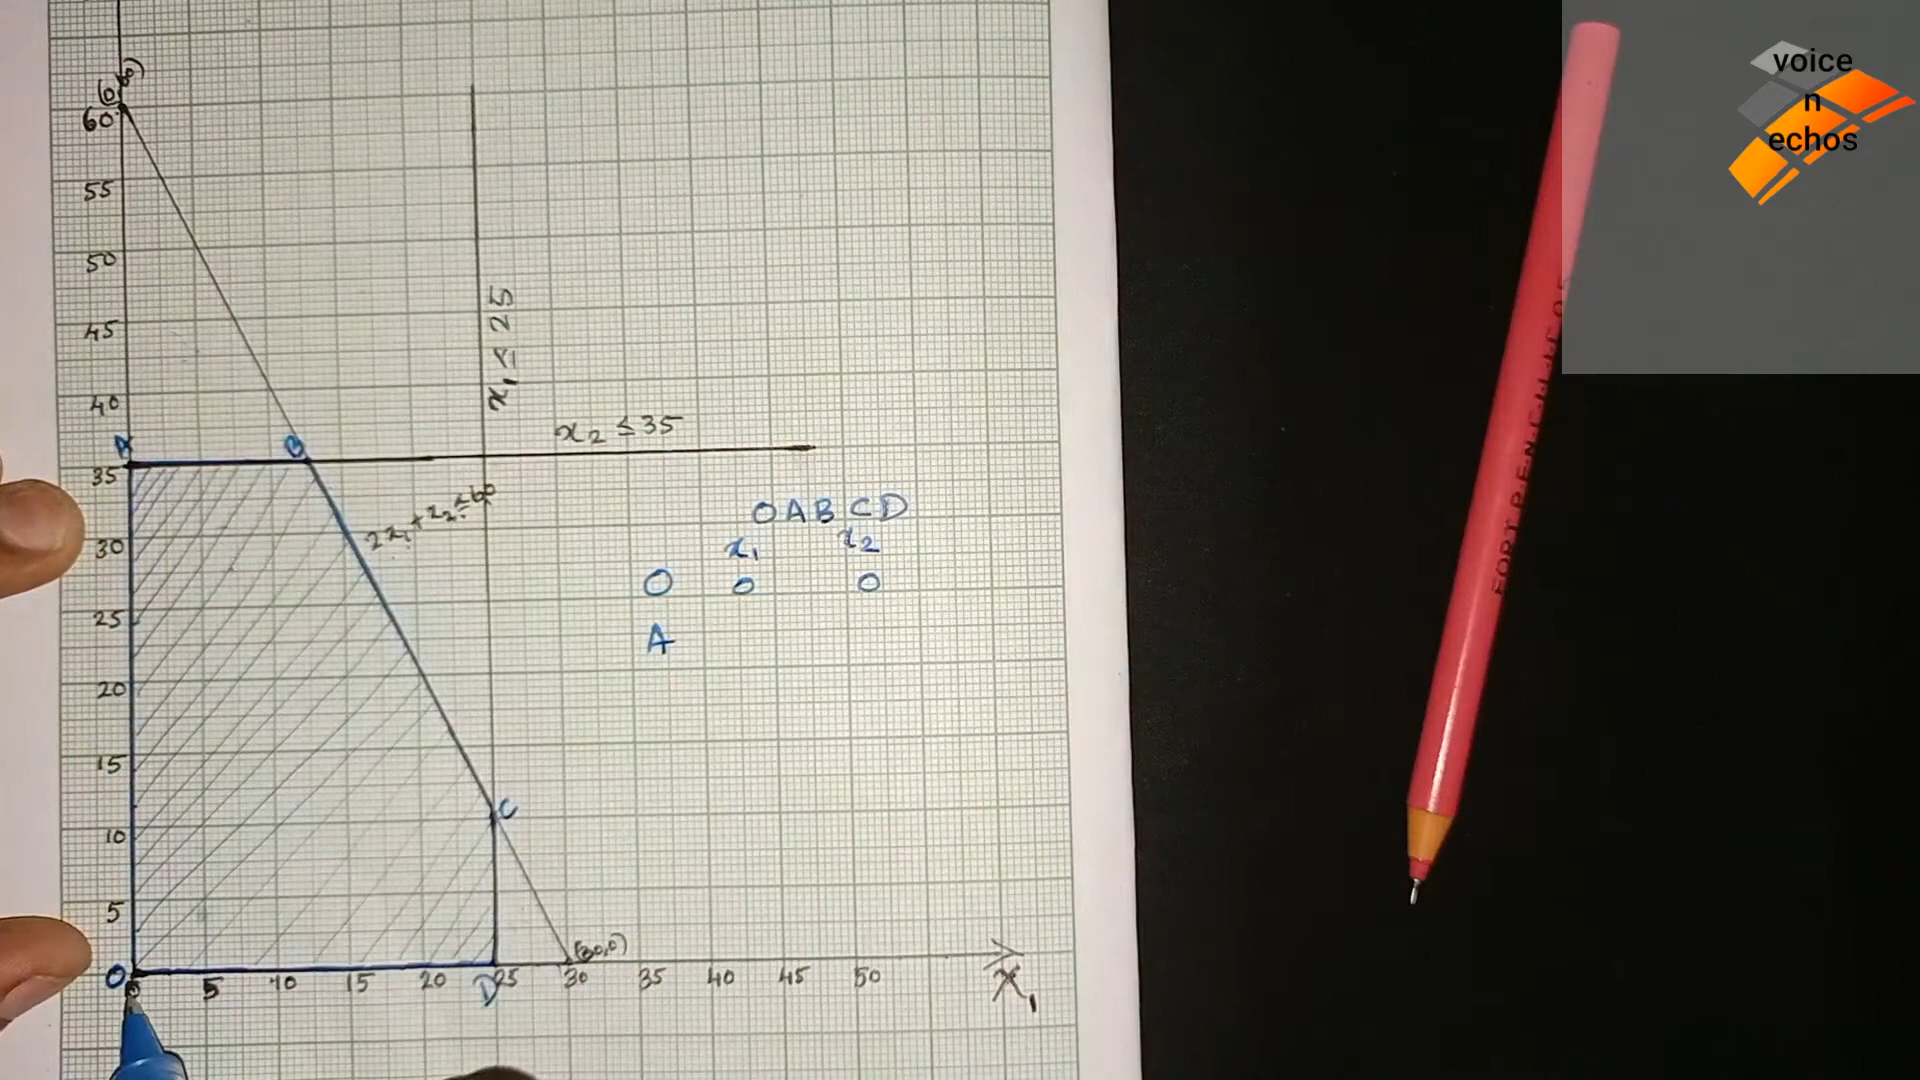 voice
n
echos
(0,60)
60
55
50
45
x₁ ≤ 25
40
x₂ ≤ 35
A
B
35
2x₁ + x₂ ≤ 60
O A B C D
30
x₁ x₂
O 0 0
25
A
20
15
C
10
5
(30,0)
O
0 5 10 15 20 25 30 35 40 45 50
D
x₁